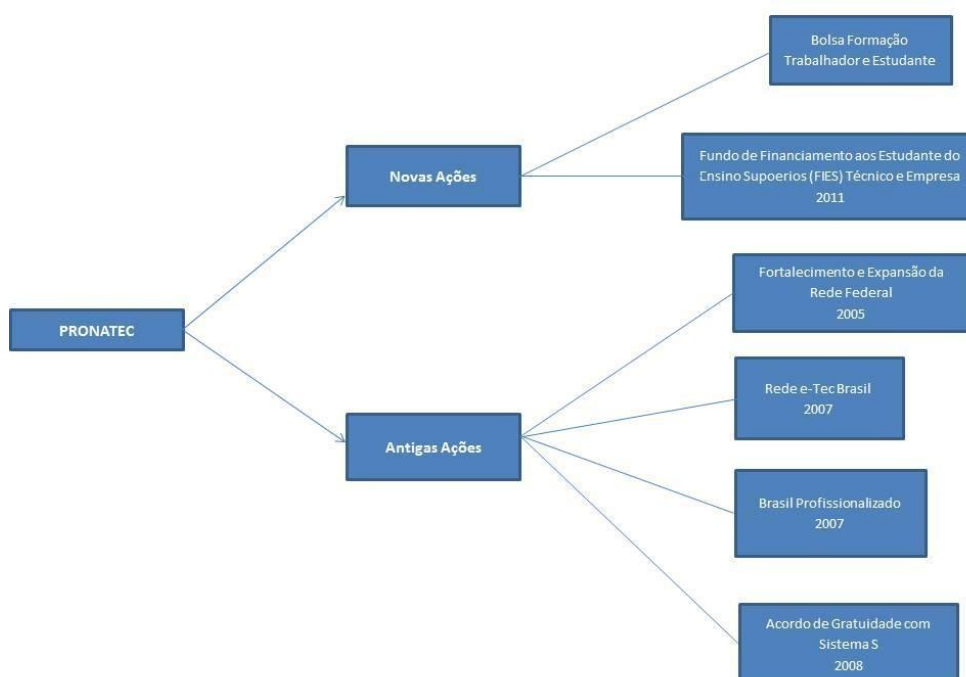 Bolsa Formação
Trabalhador e Estudante
Novas Ações
Fundo de Financiamento aos Estudante do
Ensino Supoerios (FIES) Técnico e Empresa
2011
PRONATEC
Fortalecimento e Expansão da
Rede Federal
2005
Rede e-Tec Brasil
2007
Antigas Ações
Brasil Profissionalizado
2007
Acordo de Gratuidade com
Sistema S
2008